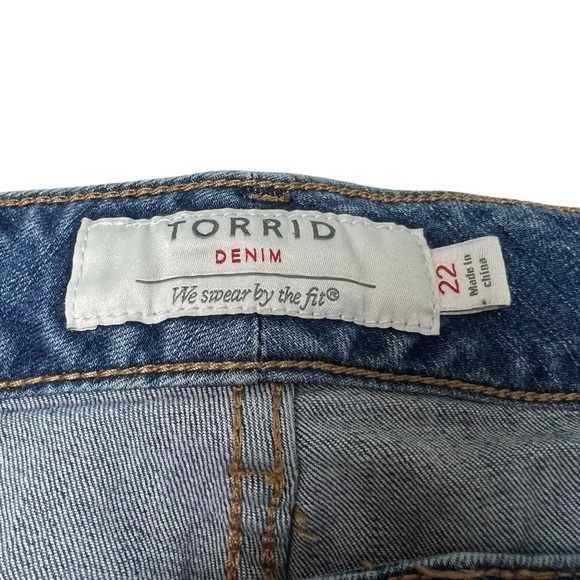 TORRID
DENIM
We swear by the fit®
22
Made in
china